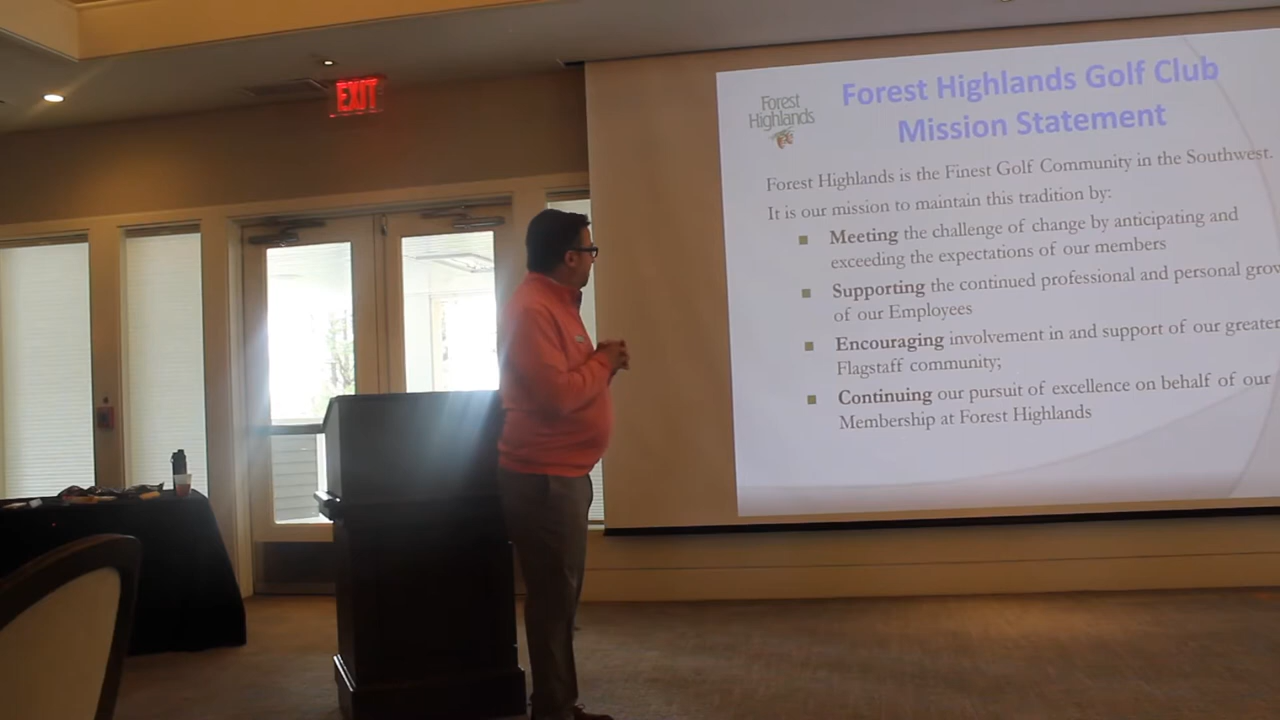 EXIT
Forest
Highlands
Forest Highlands Golf Club
Mission Statement
Forest Highlands is the Finest Golf Community in the Southwest.
It is our mission to maintain this tradition by:
Meeting the challenge of change by anticipating and
exceeding the expectations of our members
Supporting the continued professional and personal grow
of our Employees
Encouraging involvement in and support of our greater
Flagstaff community;
Continuing our pursuit of excellence on behalf of our
Membership at Forest Highlands